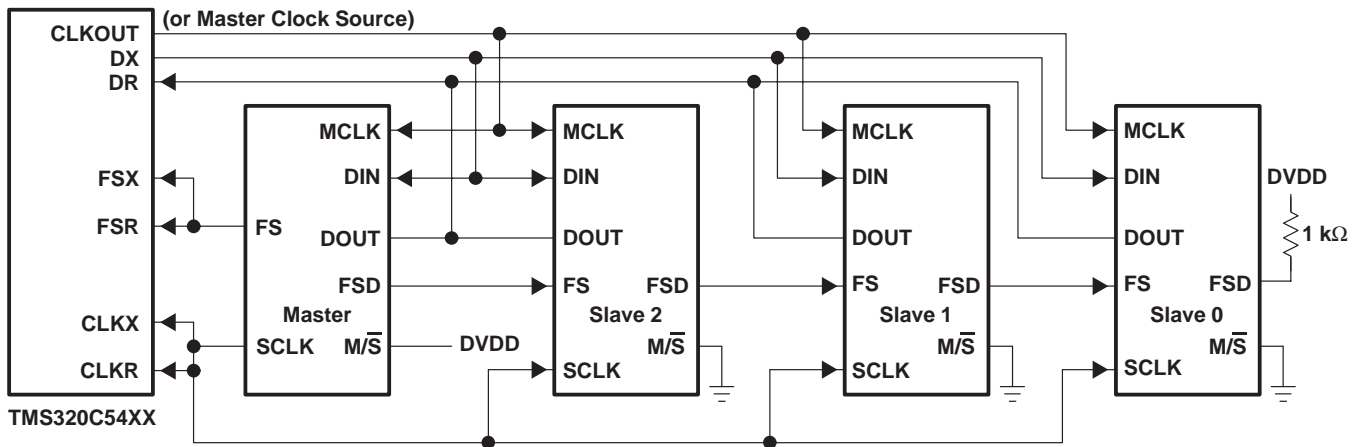 (or Master Clock Source)
CLKOUT
DX
DR
FSX
FSR
CLKX
CLKR
TMS320C54XX
MCLK
DIN
DOUT
FS
FSD
Master
SCLK
M/S̅
DVDD
MCLK
DIN
DOUT
FS
FSD
Slave 2
M/S̅
SCLK
MCLK
DIN
DOUT
FS
FSD
Slave 1
M/S̅
SCLK
MCLK
DIN
DOUT
FS
FSD
Slave 0
M/S̅
SCLK
DVDD
1 kΩ